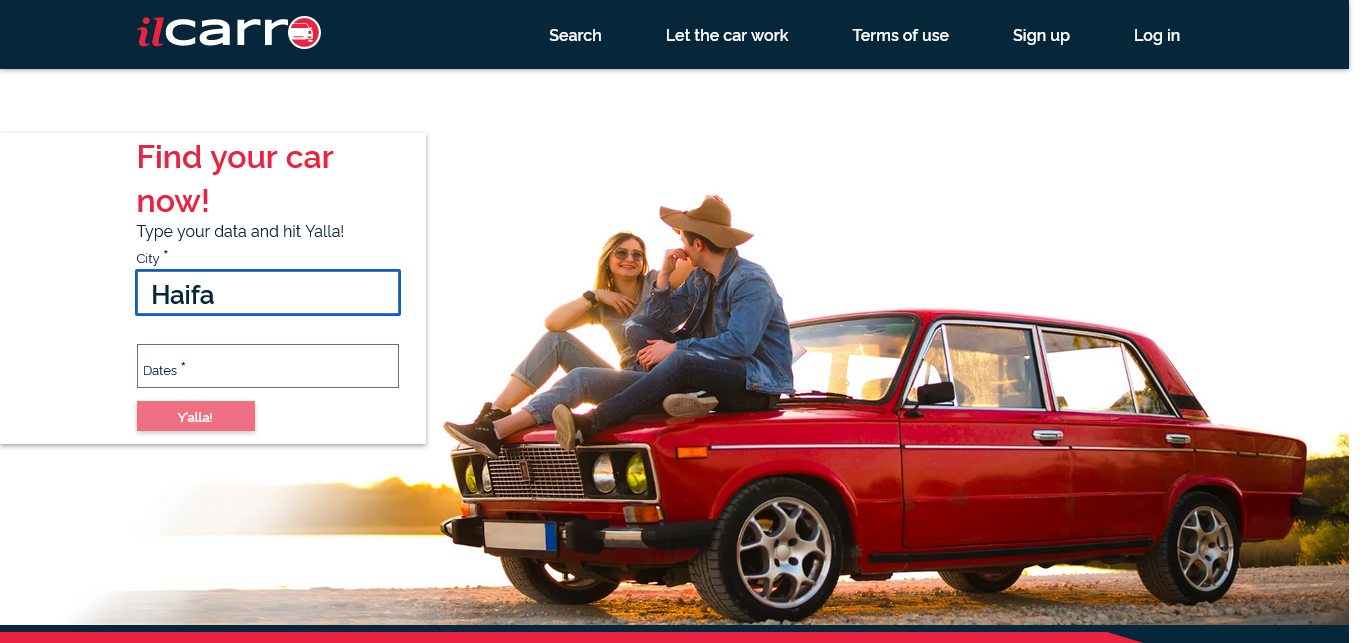 ilcarro
Search Let the car work Terms of use Sign up Log in
Find your car
now!
Type your data and hit Yalla!
City *
Haifa
Dates *
Y'alla!